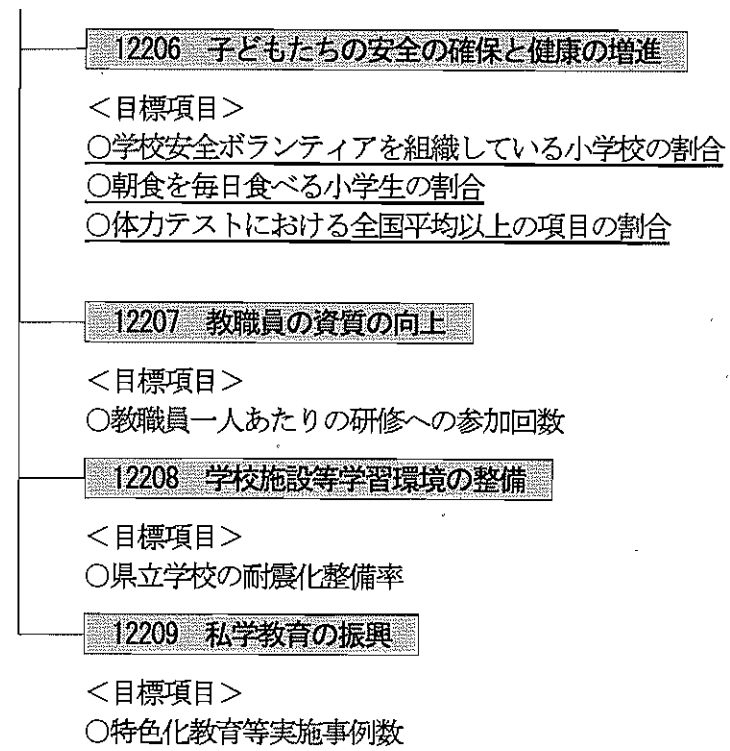 12206 子どもたちの安全の確保と健康の増進
＜目標項目＞
○学校安全ボランティアを組織している小学校の割合
○朝食を毎日食べる小学生の割合
○体力テストにおける全国平均以上の項目の割合
12207 教職員の資質の向上
＜目標項目＞
○教職員一人あたりの研修への参加回数
12208 学校施設等学習環境の整備
＜目標項目＞
○県立学校の耐震化整備率
12209 私学教育の振興
＜目標項目＞
○特色化教育等実施事例数